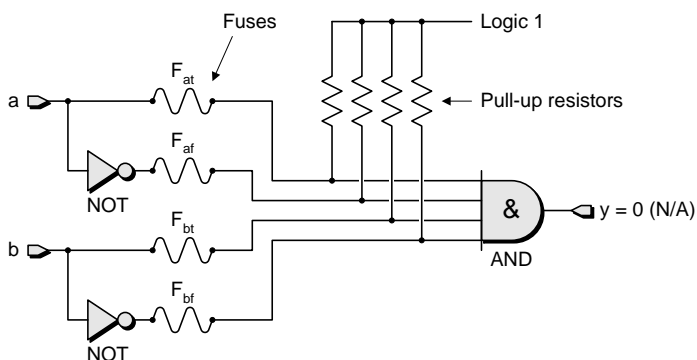 Fuses
Logic 1
F_at
a
Pull-up resistors
F_af
NOT
&
y = 0 (N/A)
F_bt
b
AND
F_bf
NOT